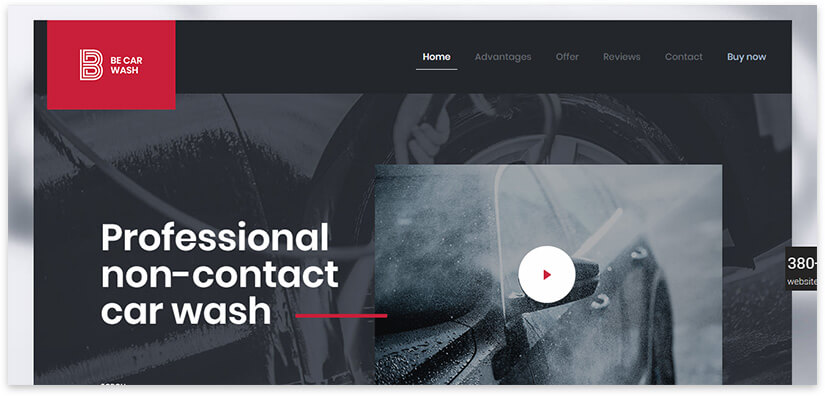 BE CAR
WASH
Home Advantages Offer Reviews Contact Buy now
Professional
non-contact
car wash
380+
website